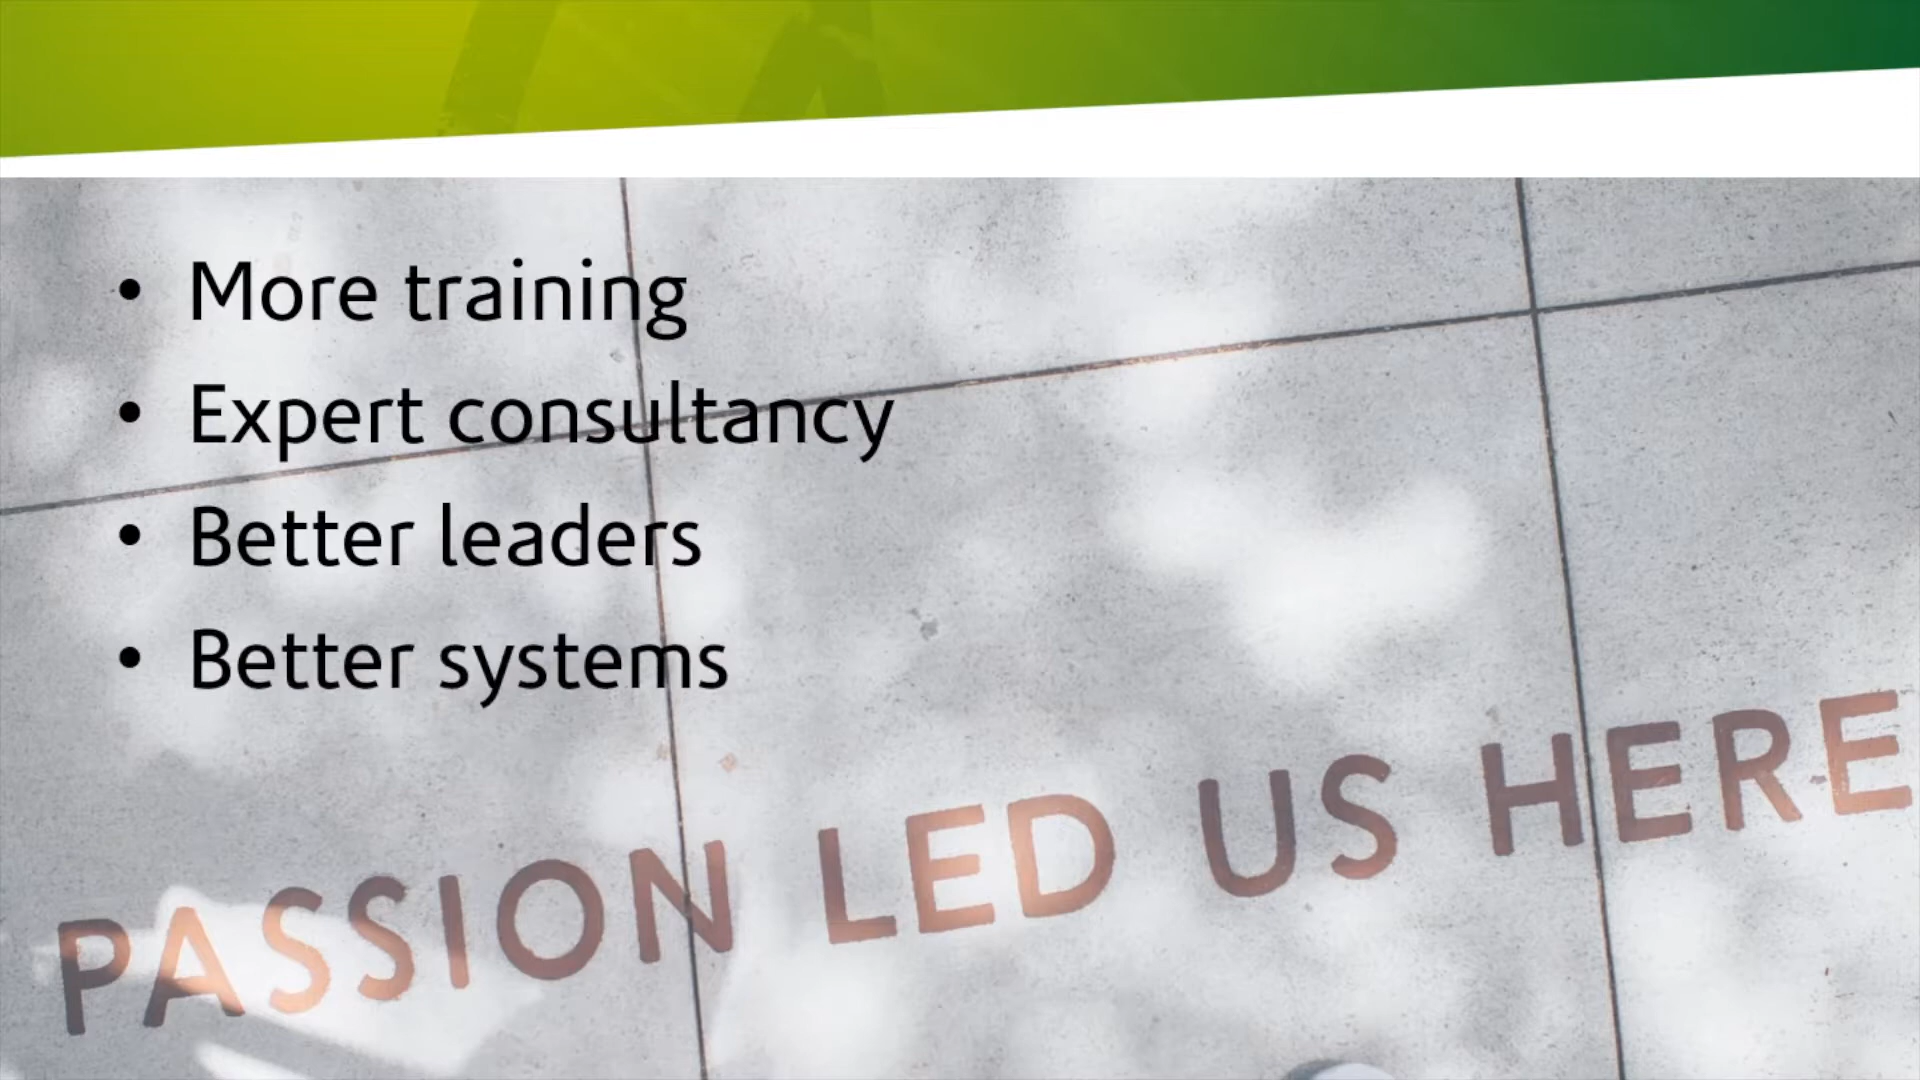 • More training
• Expert consultancy
• Better leaders
• Better systems
PASSION LED US HERE